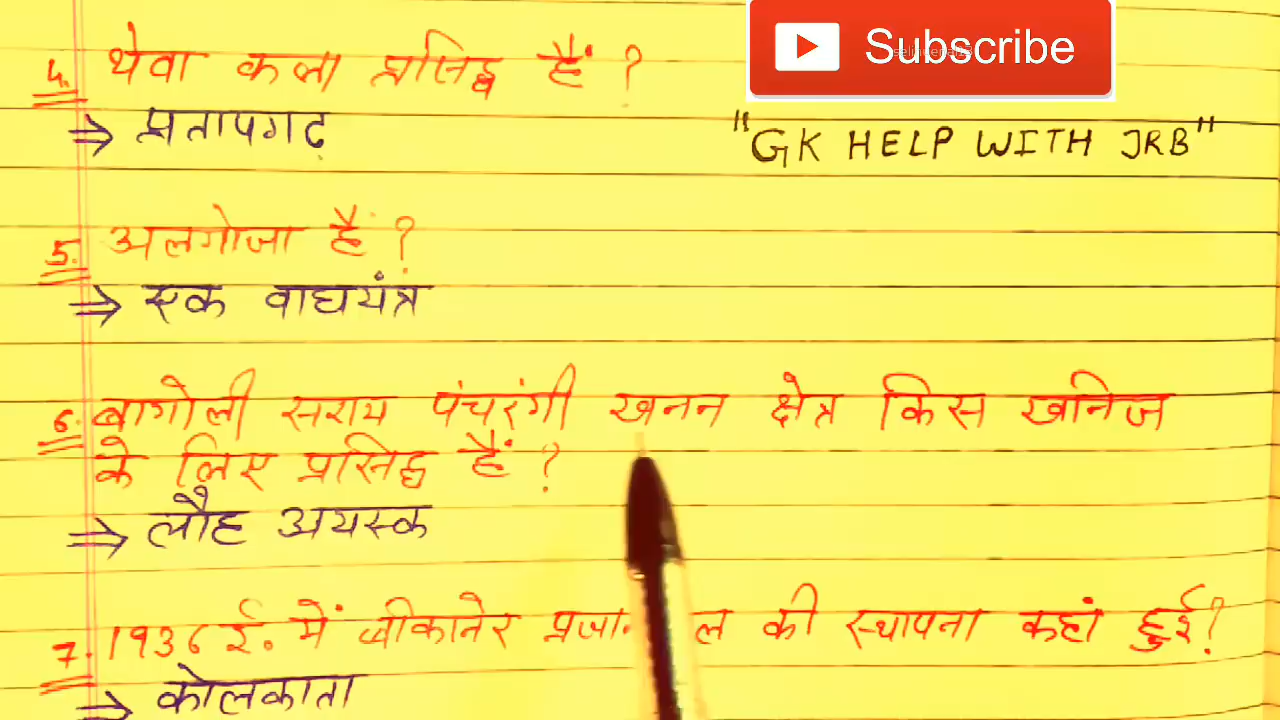 Subscribe
4. थेवा कला प्रसिद्ध हैं ?
⇒ प्रतापगढ़
"GK HELP WITH JRB"
5. अलगोजा हैं ?
⇒ एक वाद्ययंत्र
6. बागोली सराय पंचरंगी खनन क्षेत्र किस खनिज
के लिए प्रसिद्ध हैं ?
⇒ लौह अयस्क
7. 1936 ई. में बीकानेर की स्थापना कहां हुई?
⇒ कोलकाता